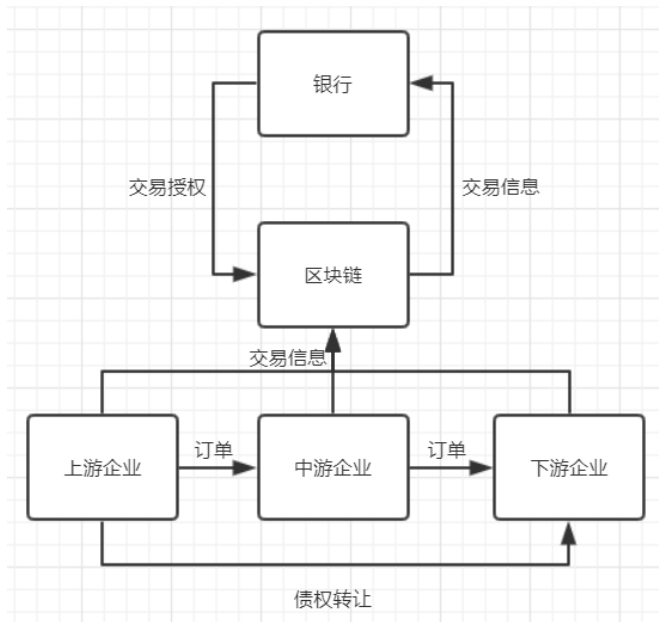 银行
交易授权
交易信息
区块链
交易信息
上游企业
订单
中游企业
订单
下游企业
债权转让